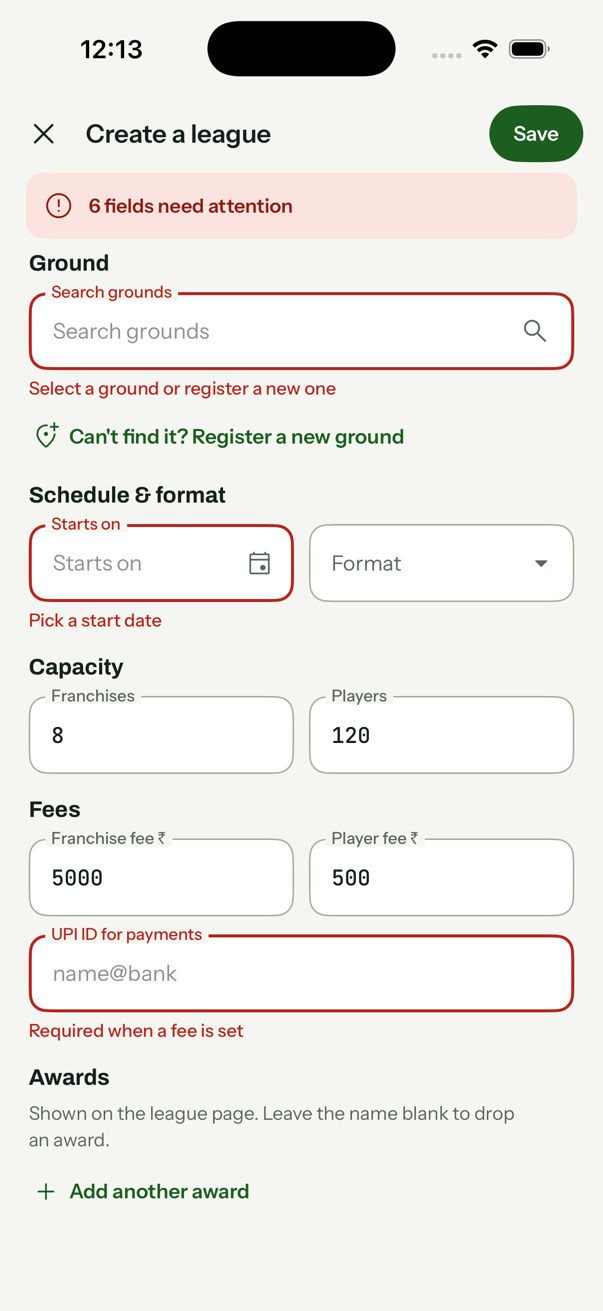 12:13
Create a league
Save
6 fields need attention
Ground
Search grounds
Search grounds
Select a ground or register a new one
Can't find it? Register a new ground
Schedule & format
Starts on
Starts on
Format
Pick a start date
Capacity
Franchises
Players
8
120
Fees
Franchise fee ₹
Player fee ₹
5000
500
UPI ID for payments
name@bank
Required when a fee is set
Awards
Shown on the league page. Leave the name blank to drop
an award.
Add another award